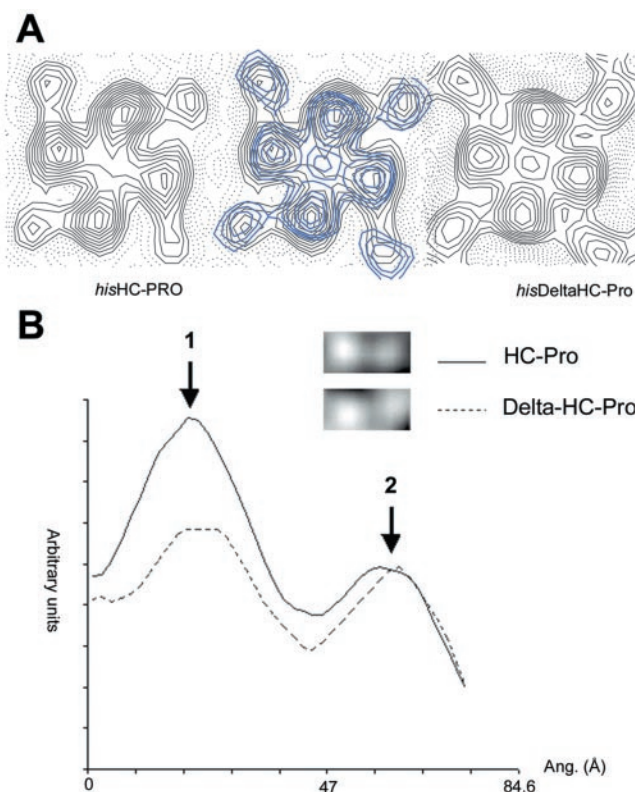 A
hisHC-PRO
hisDeltaHC-Pro
B
1
HC-Pro
Delta-HC-Pro
2
Arbitrary units
Ang. (Å)
0
47
84.6